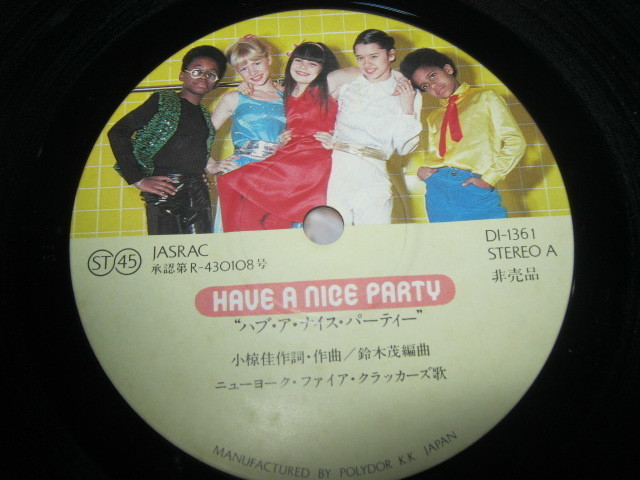 ST 45
JASRAC
承認第R-430108号
DI-1361
STEREO A
非売品
HAVE A NICE PARTY
"ハブ・ア・ナイス・パーティー"
小椋佳作詞・作曲／鈴木茂編曲
ニューヨーク・ファイア・クラッカーズ歌
MANUFACTURED BY POLYDOR K.K. JAPAN